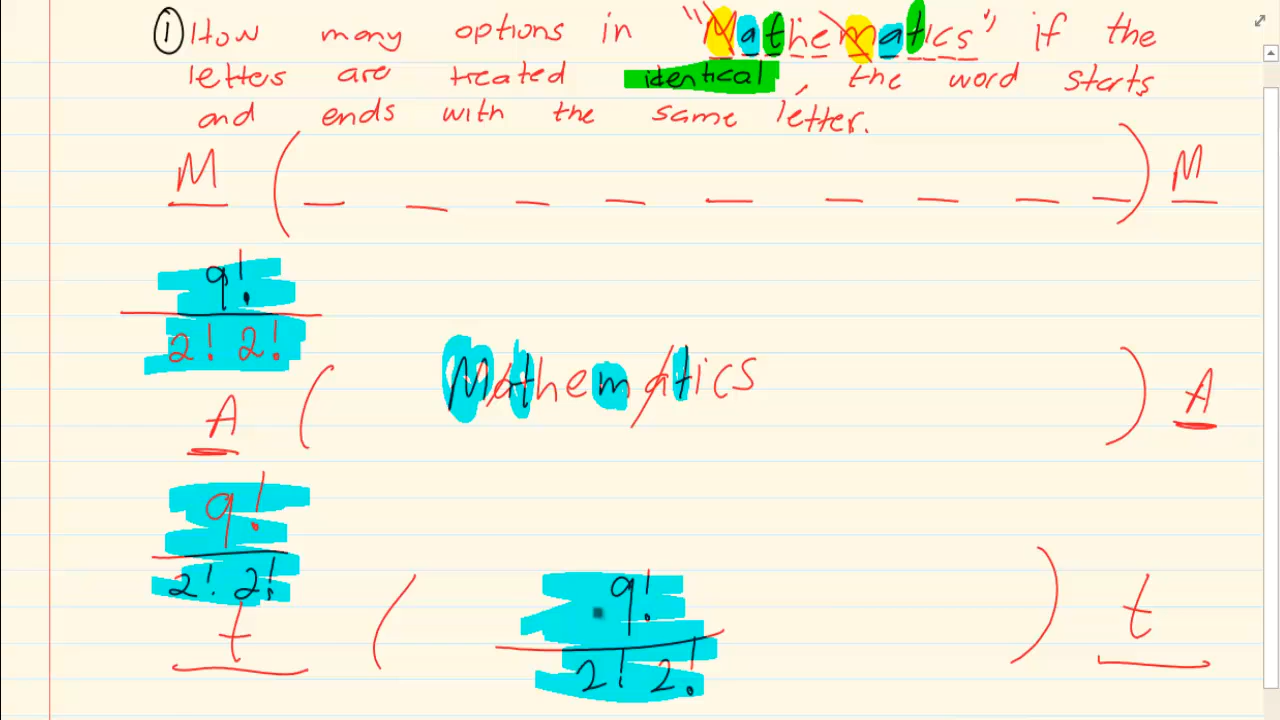 ① How many options in "Mathematics" if the
letters are treated identical, the word starts
and ends with the same letter.
M ( _ _ _ _ _ _ _ _ _ ) M
9!
2! 2!
Mathematics
A ( ) A
9!
2! 2!
t ( 9! ) t
2! 2!